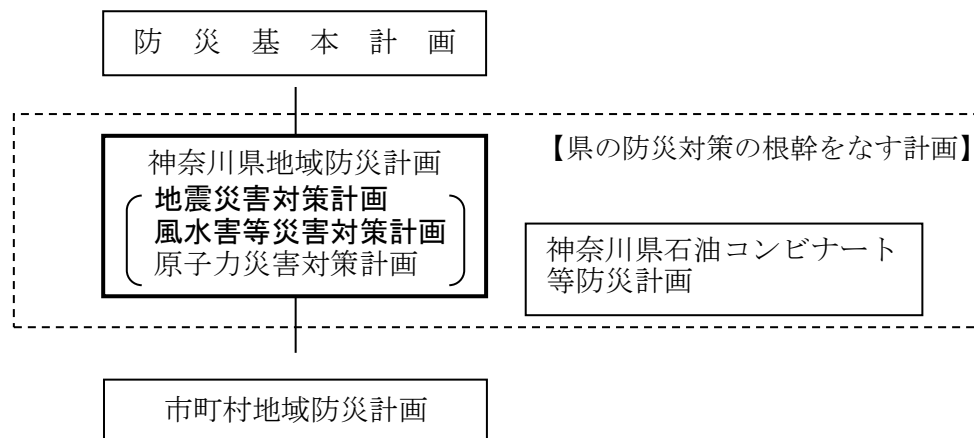 防災基本計画
【県の防災対策の根幹をなす計画】
神奈川県地域防災計画
地震災害対策計画
風水害等災害対策計画
原子力災害対策計画
神奈川県石油コンビナート
等防災計画
市町村地域防災計画